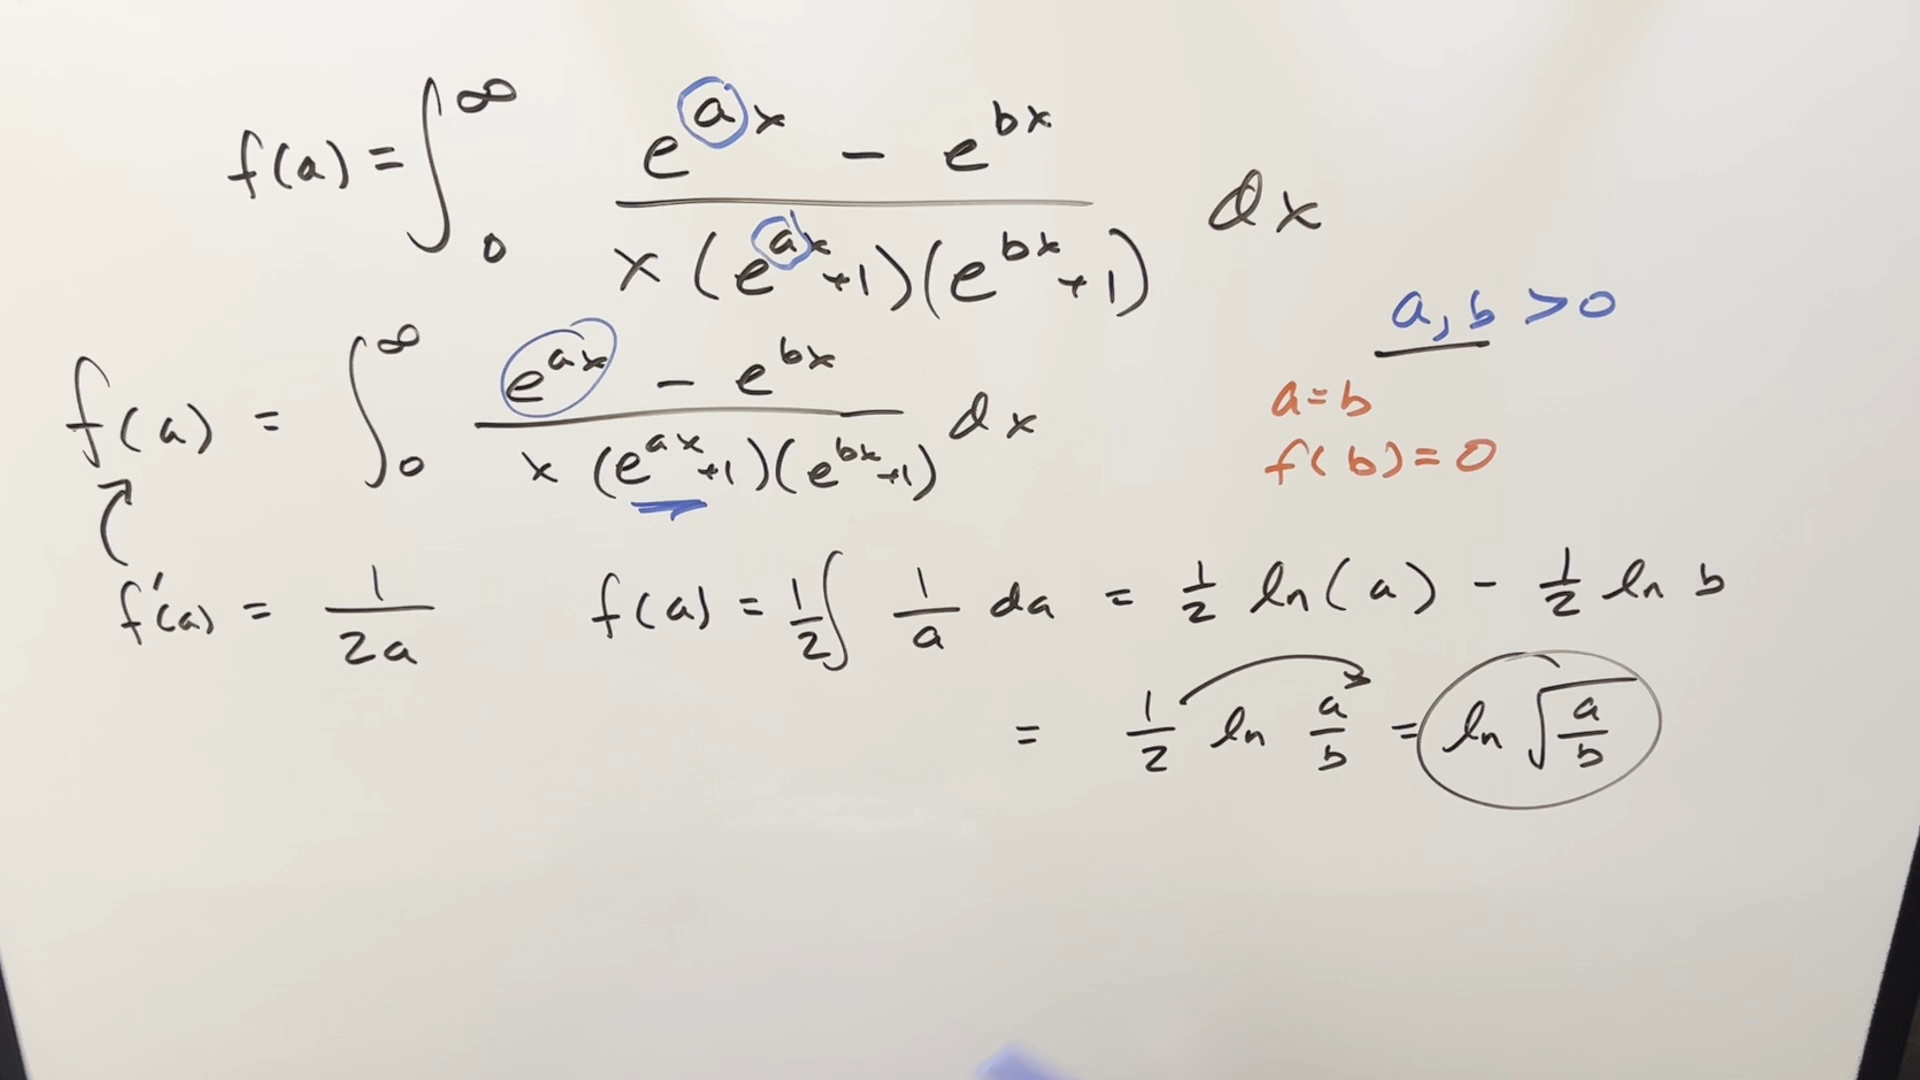 f(a) = ∫₀^∞ (e^{ax} - e^{bx}) / (x(e^{ax}+1)(e^{bx}+1)) dx
a, b > 0
f(a) = ∫₀^∞ (e^{ax} - e^{bx}) / (x(e^{ax}+1)(e^{bx}+1)) dx
a=b
f(b)=0
f'(a) = 1/(2a)
f(a) = 1/2 ∫ 1/a da = 1/2 ln(a) - 1/2 ln b
= 1/2 ln a/b = ln √(a/b)